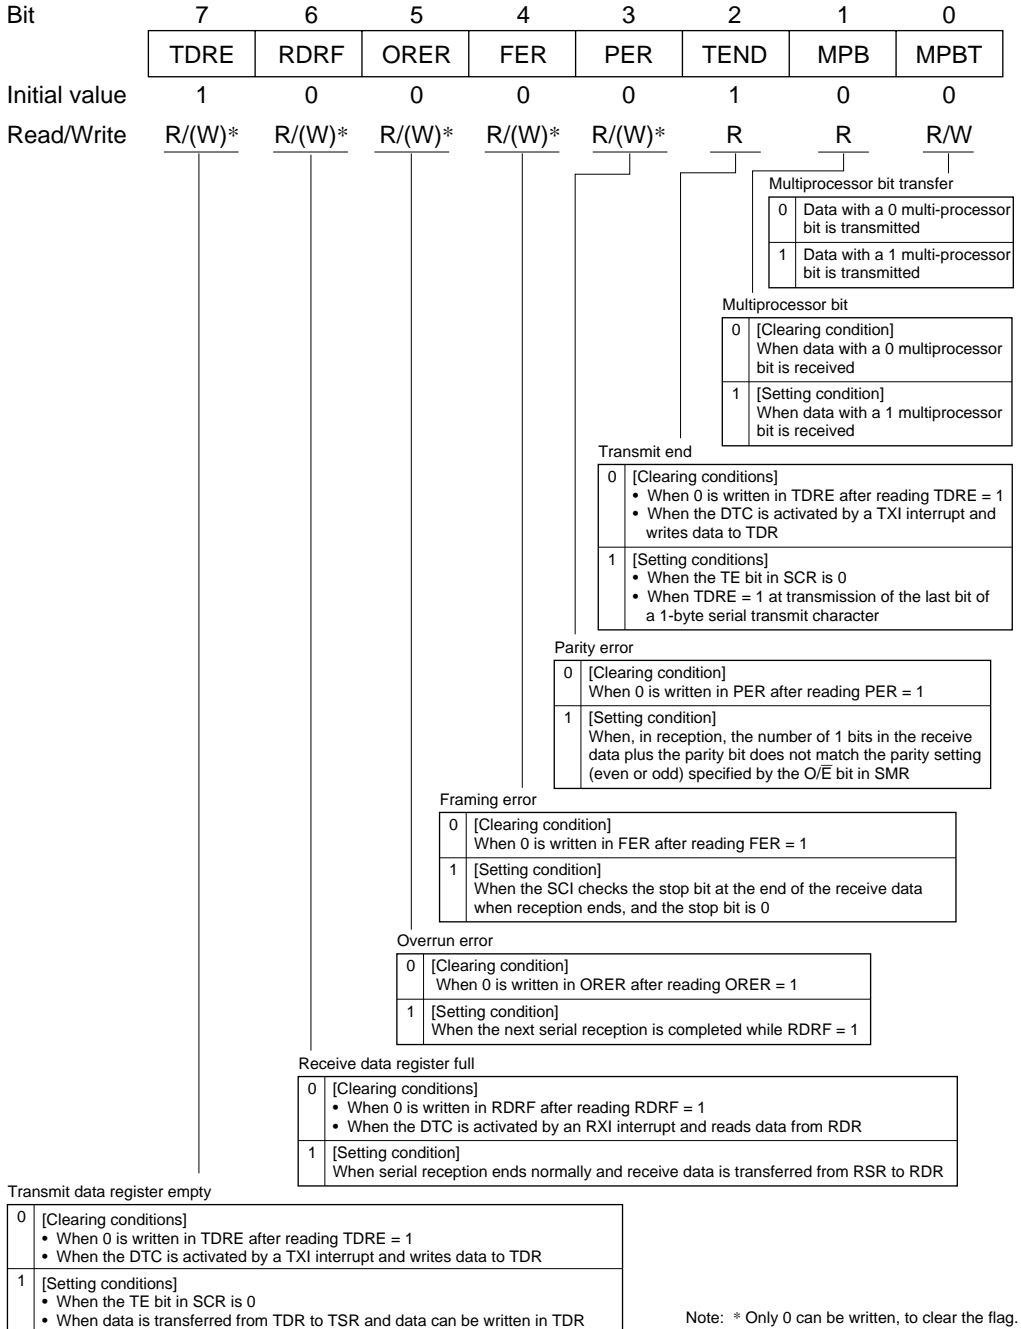 Bit 7 6 5 4 3 2 1 0
TDRE RDRF ORER FER PER TEND MPB MPBT
Initial value 1 0 0 0 0 1 0 0
Read/Write R/(W)* R/(W)* R/(W)* R/(W)* R/(W)* R R R/W
Multiprocessor bit transfer
0 Data with a 0 multi-processor
bit is transmitted
1 Data with a 1 multi-processor
bit is transmitted
Multiprocessor bit
0 [Clearing condition]
When data with a 0 multiprocessor
bit is received
1 [Setting condition]
When data with a 1 multiprocessor
bit is received
Transmit end
0 [Clearing conditions]
• When 0 is written in TDRE after reading TDRE = 1
• When the DTC is activated by a TXI interrupt and
writes data to TDR
1 [Setting conditions]
• When the TE bit in SCR is 0
• When TDRE = 1 at transmission of the last bit of
a 1-byte serial transmit character
Parity error
0 [Clearing condition]
When 0 is written in PER after reading PER = 1
1 [Setting condition]
When, in reception, the number of 1 bits in the receive
data plus the parity bit does not match the parity setting
(even or odd) specified by the O/E̅ bit in SMR
Framing error
0 [Clearing condition]
When 0 is written in FER after reading FER = 1
1 [Setting condition]
When the SCI checks the stop bit at the end of the receive data
when reception ends, and the stop bit is 0
Overrun error
0 [Clearing condition]
When 0 is written in ORER after reading ORER = 1
1 [Setting condition]
When the next serial reception is completed while RDRF = 1
Receive data register full
0 [Clearing conditions]
• When 0 is written in RDRF after reading RDRF = 1
• When the DTC is activated by an RXI interrupt and reads data from RDR
1 [Setting condition]
When serial reception ends normally and receive data is transferred from RSR to RDR
Transmit data register empty
0 [Clearing conditions]
• When 0 is written in TDRE after reading TDRE = 1
• When the DTC is activated by a TXI interrupt and writes data to TDR
1 [Setting conditions]
• When the TE bit in SCR is 0
• When data is transferred from TDR to TSR and data can be written in TDR
Note: * Only 0 can be written, to clear the flag.